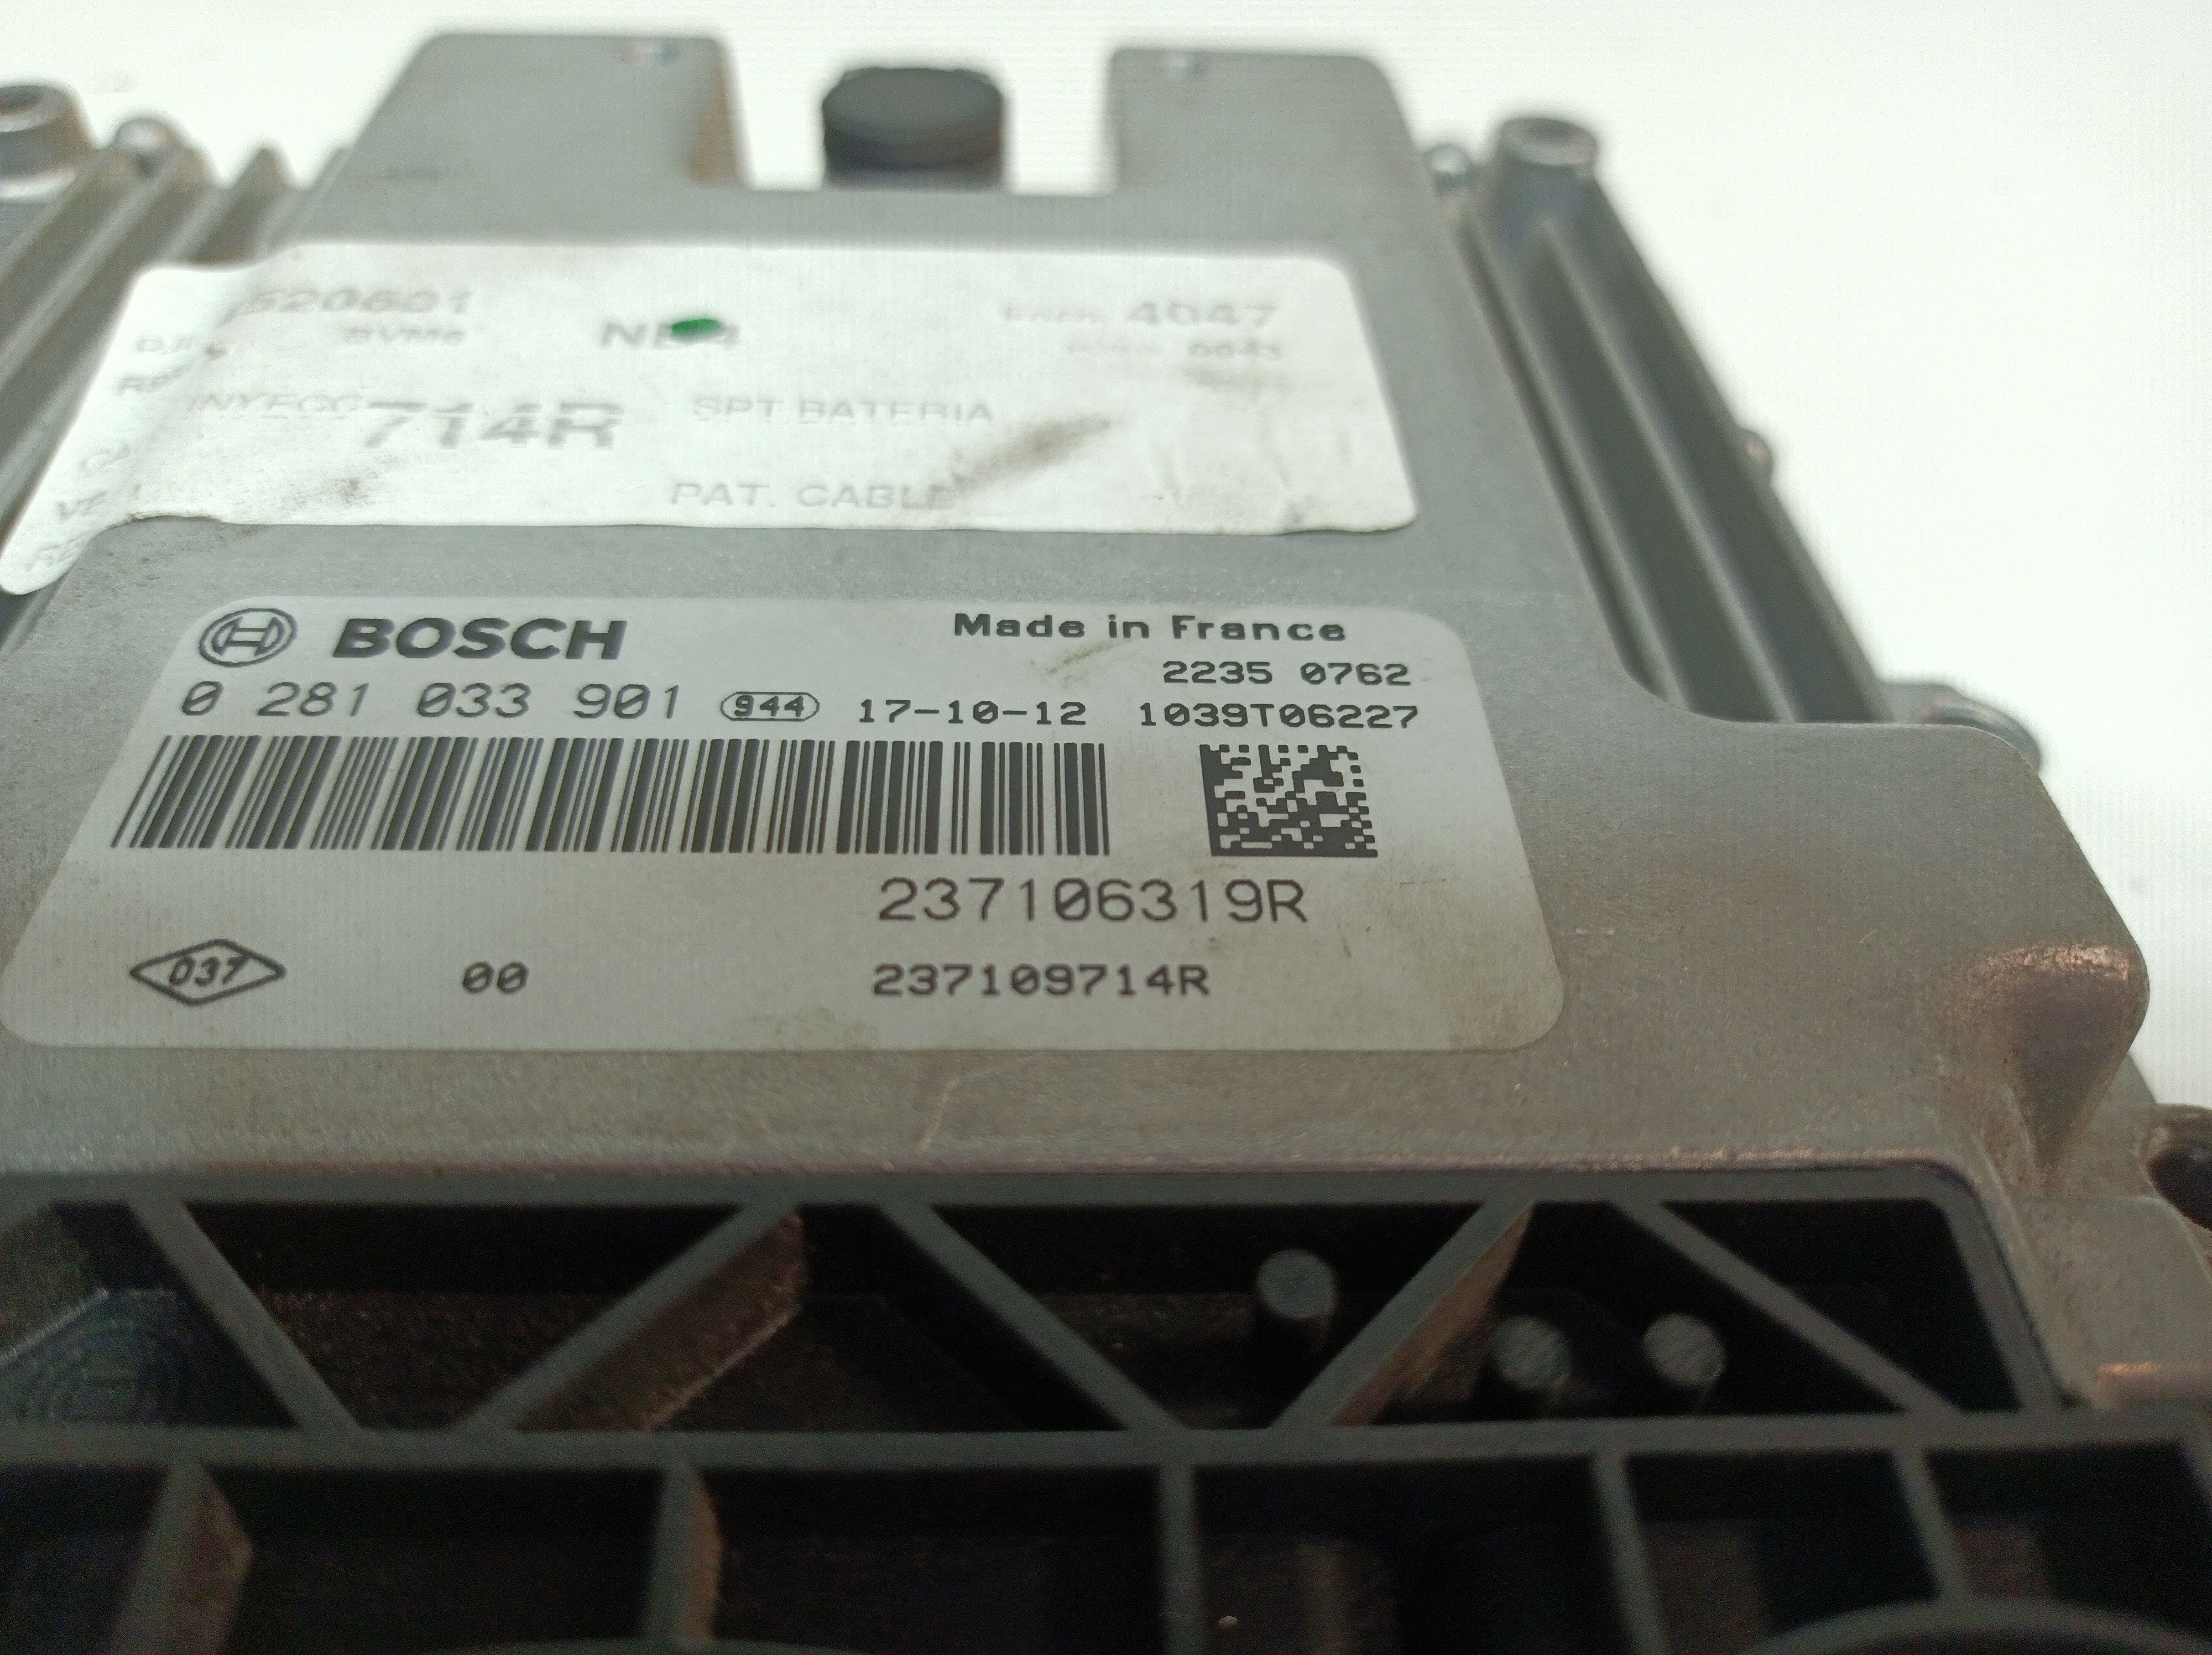 520601
BVM6
4047
714R
SPT.BATERIA
PAT. CABLE
BOSCH
Made in France
2235 0762
0 281 033 901 944 17-10-12 1039T06227
237106319R
037 00 237109714R